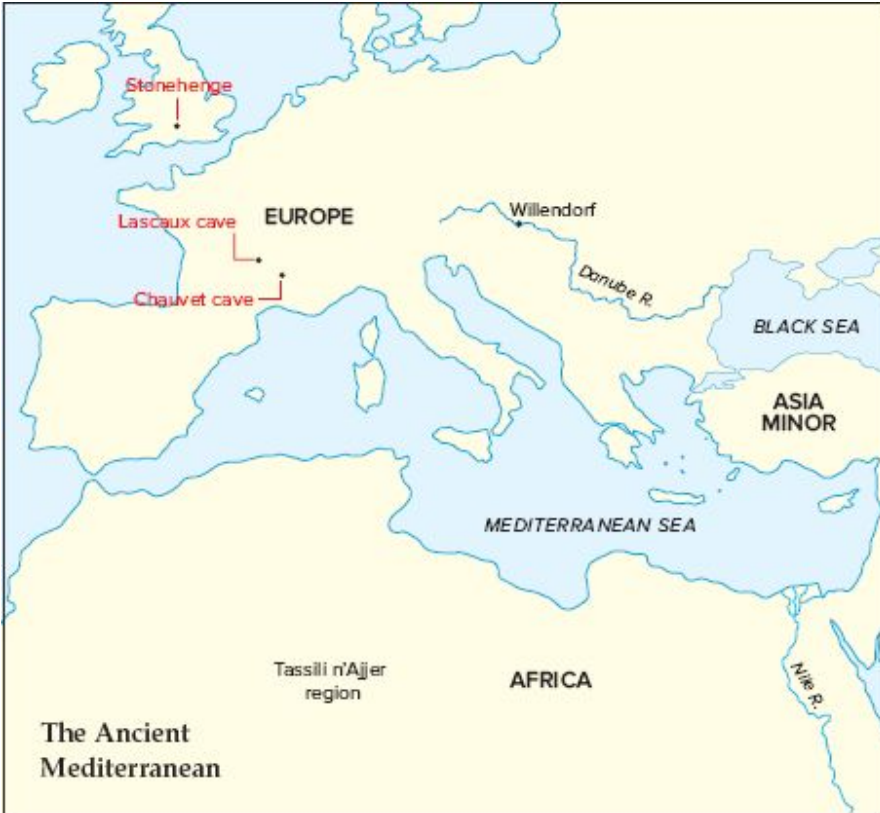 Stonehenge
Lascaux cave
EUROPE
Willendorf
Danube R.
Chauvet cave
BLACK SEA
ASIA
MINOR
MEDITERRANEAN SEA
Tassili n'Ajjer
region
AFRICA
Nile R.
The Ancient
Mediterranean